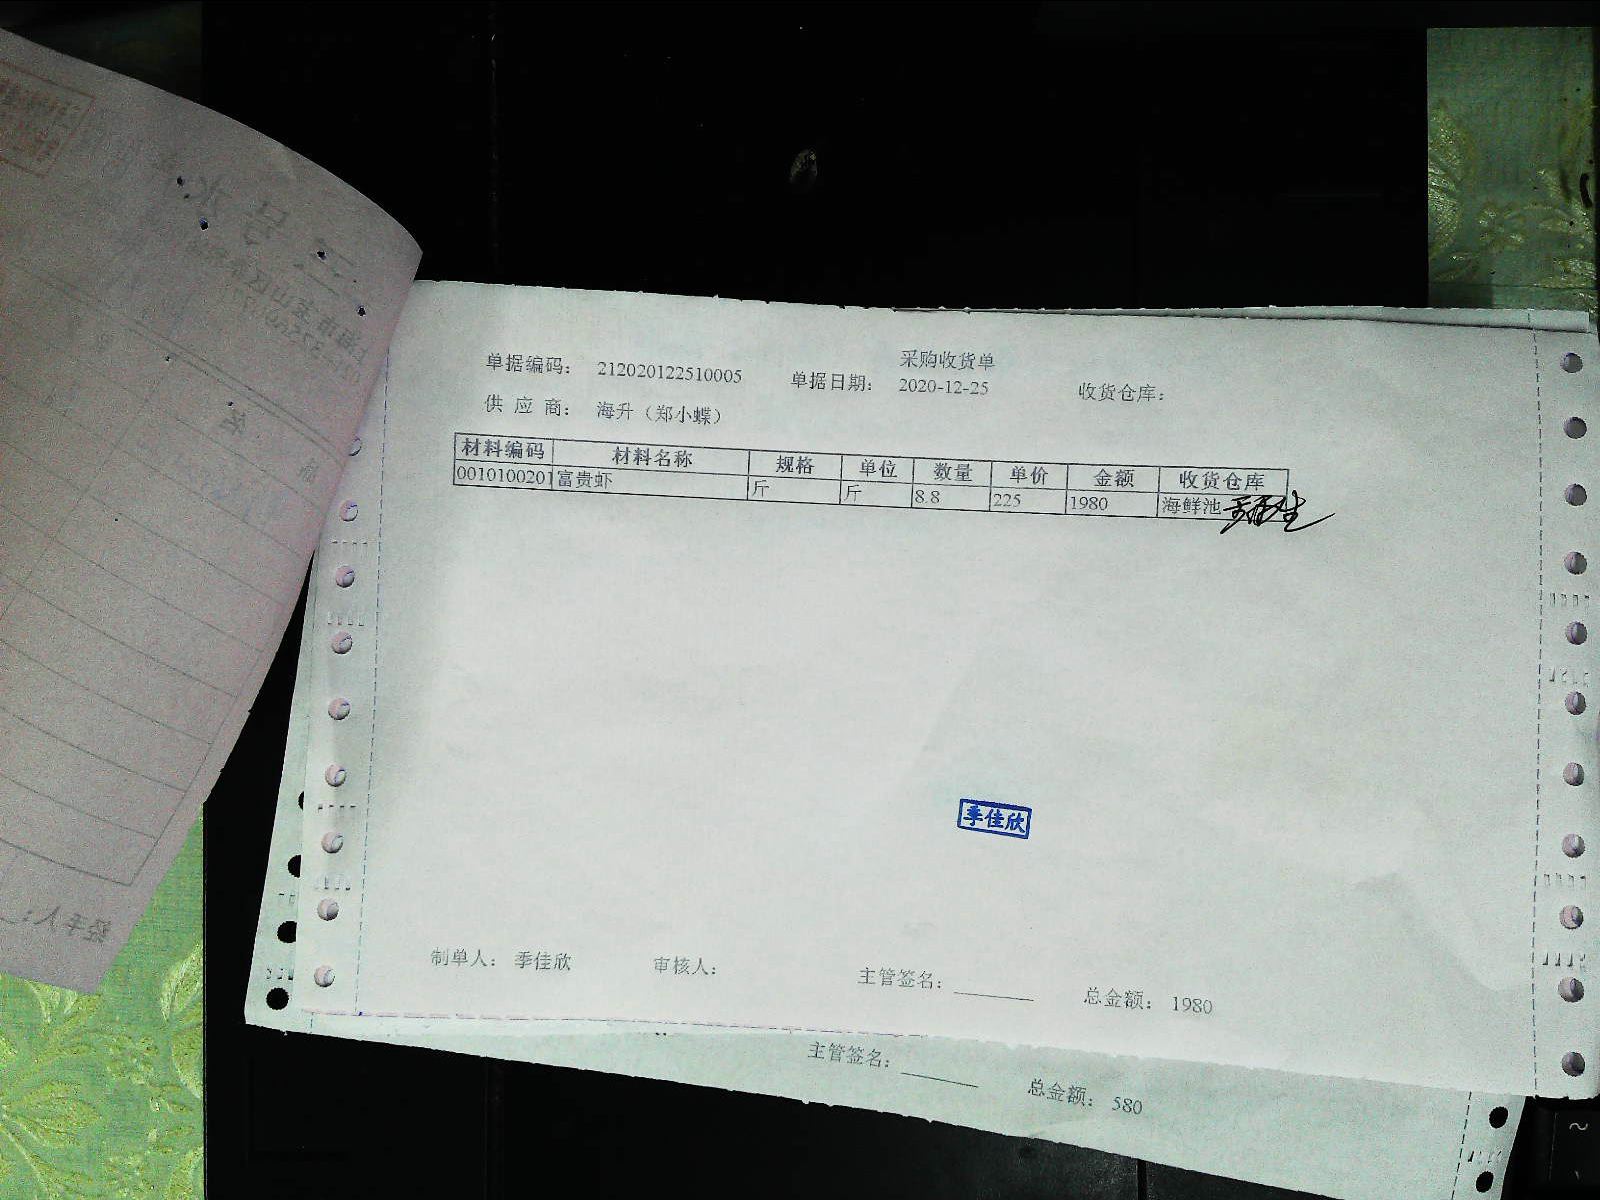 采购收货单
单据编码： 212020122510005 单据日期： 2020-12-25 收货仓库：
供 应 商： 海升（郑小蝶）
材料编码 材料名称 规格 单位 数量 单价 金额 收货仓库
0010100201 富贵虾 斤 斤 8.8 225 1980 海鲜池
季佳欣
制单人： 季佳欣 审核人： 主管签名： 总金额： 1980
主管签名： 总金额： 580
经手人：